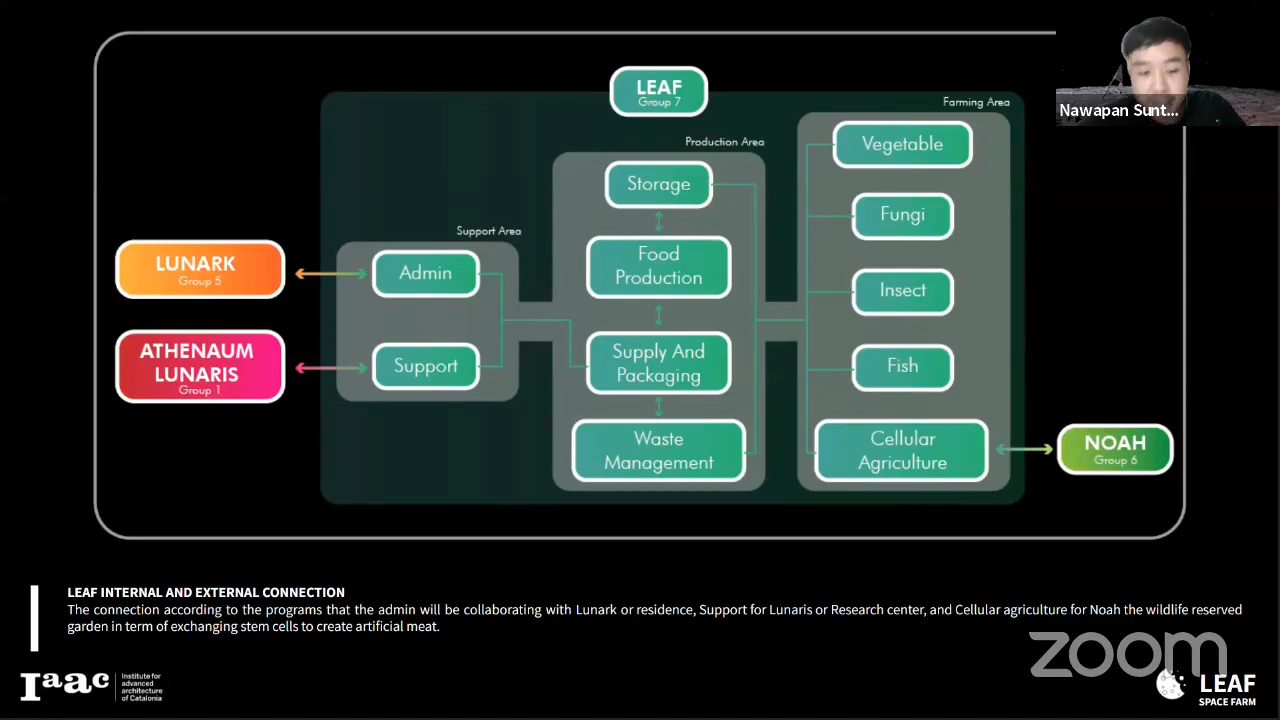 Nawapan Sunt...
LEAF
Group 7
Farming Area
Production Area
Support Area
Vegetable
Storage
Fungi
Food
Production
LUNARK
Group 5
Admin
Insect
ATHENAUM
LUNARIS
Group 1
Support
Supply And
Packaging
Fish
Waste
Management
Cellular
Agriculture
NOAH
Group 6
LEAF INTERNAL AND EXTERNAL CONNECTION
The connection according to the programs that the admin will be collaborating with Lunark or residence, Support for Lunaris or Research center, and Cellular agriculture for Noah the wildlife reserved
garden in term of exchanging stem cells to create artificial meat.
zoom
Iaac
Institute for
advanced
architecture
of Catalonia
LEAF
SPACE FARM